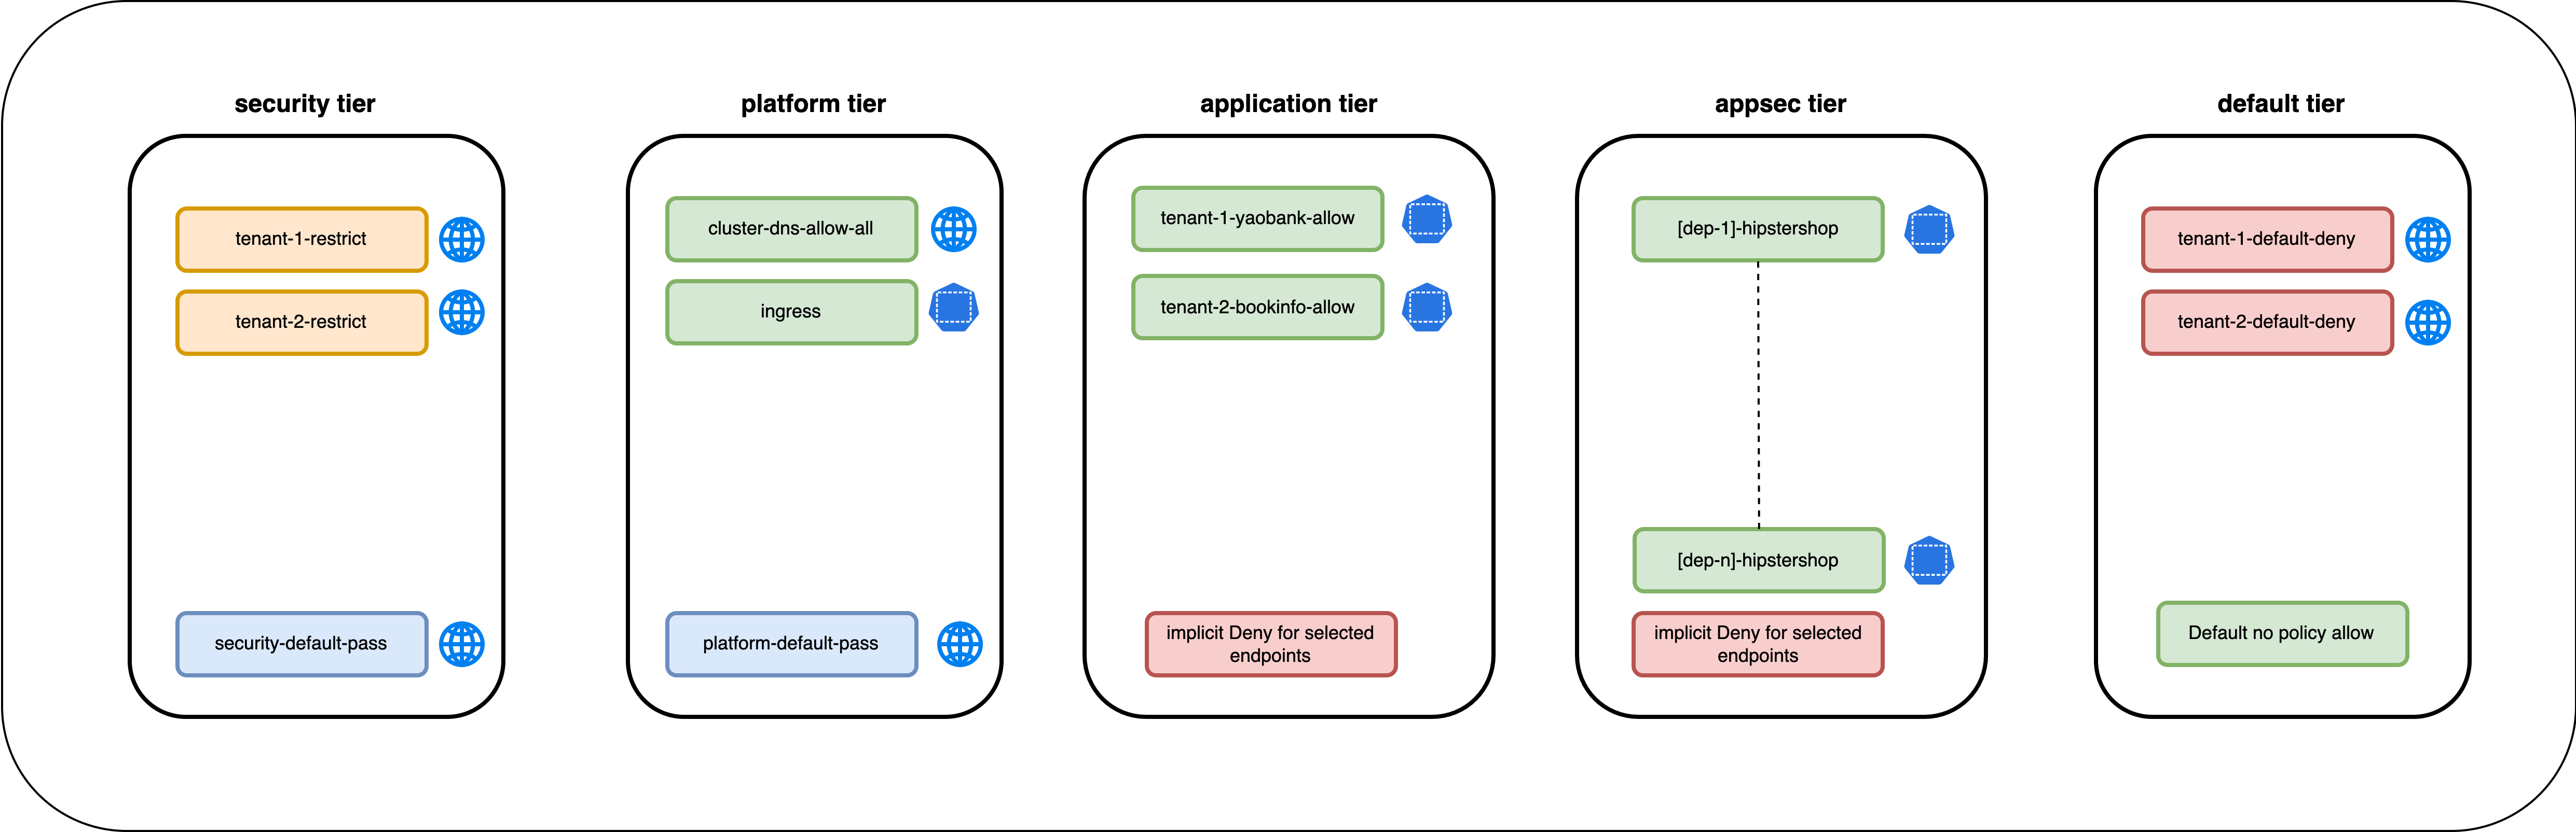 security tier
tenant-1-restrict
tenant-2-restrict
security-default-pass
platform tier
cluster-dns-allow-all
ingress
platform-default-pass
application tier
tenant-1-yaobank-allow
tenant-2-bookinfo-allow
implicit Deny for selected
endpoints
appsec tier
[dep-1]-hipstershop
[dep-n]-hipstershop
implicit Deny for selected
endpoints
default tier
tenant-1-default-deny
tenant-2-default-deny
Default no policy allow